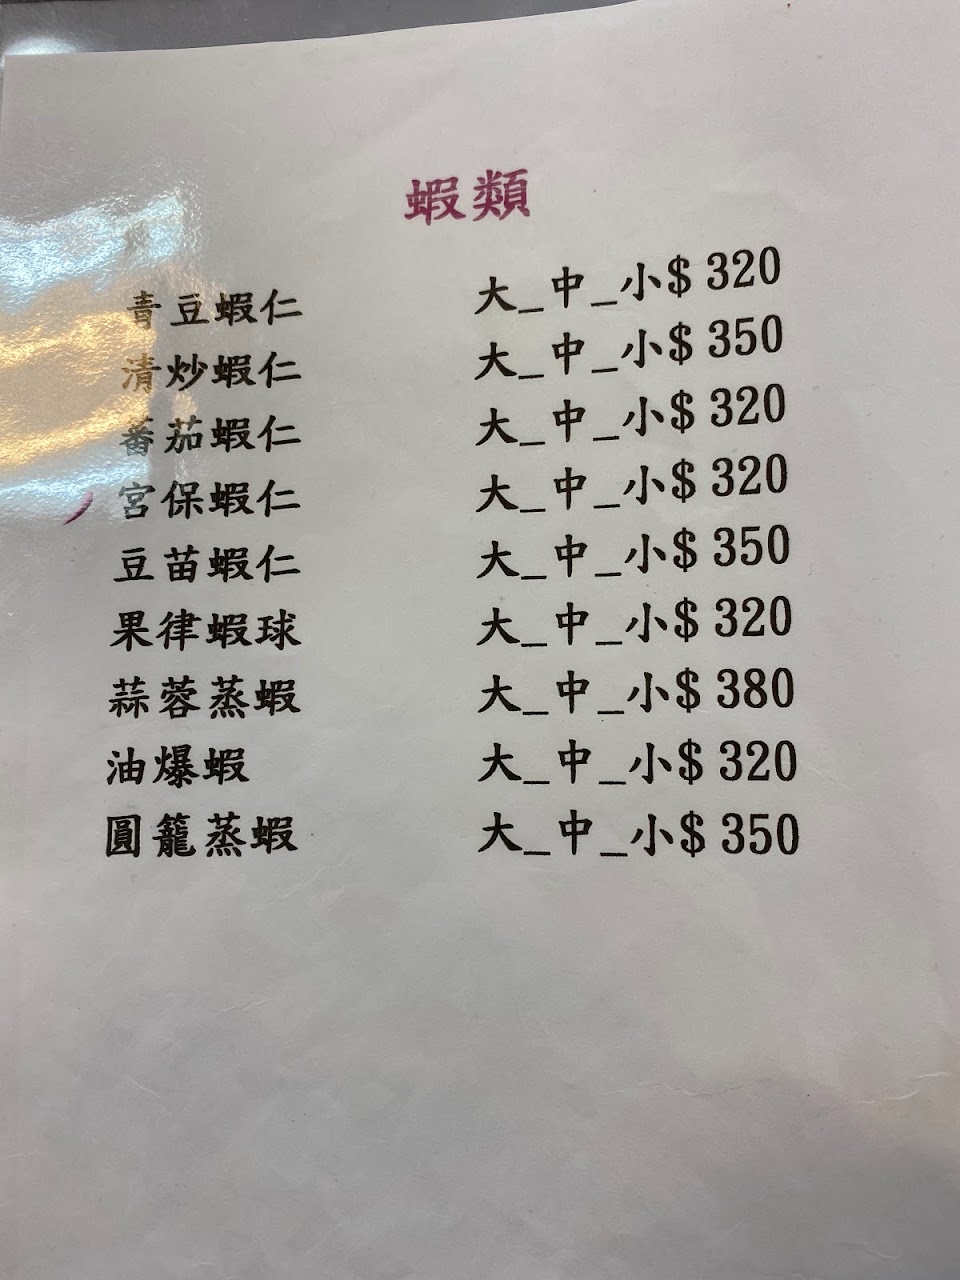 蝦類
青豆蝦仁 大_中_小$320
清炒蝦仁 大_中_小$350
蕃茄蝦仁 大_中_小$320
宮保蝦仁 大_中_小$320
豆苗蝦仁 大_中_小$350
果律蝦球 大_中_小$320
蒜蓉蒸蝦 大_中_小$380
油爆蝦 大_中_小$320
圓籠蒸蝦 大_中_小$350